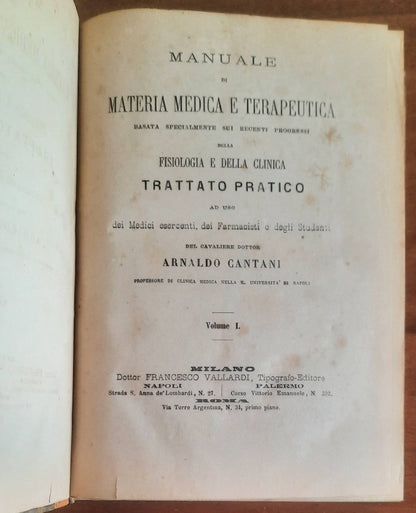 MANUALE
DI
MATERIA MEDICA E TERAPEUTICA
BASATA SPECIALMENTE SUI RECENTI PROGRESSI
DELLA
FISIOLOGIA E DELLA CLINICA
TRATTATO PRATICO
AD USO
dei Medici esercenti, dei Farmacisti e degli Studenti
DEL CAVALIERE DOTTOR
ARNALDO CANTANI
PROFESSORE DI CLINICA MEDICA NELLA R. UNIVERSITA' DI NAPOLI
Volume I.
MILANO
Dottor FRANCESCO VALLARDI, Tipografo-Editore
NAPOLI PALERMO
Strada S. Anna de' Lombardi, N. 27. Corso Vittorio Emanuele, N.
ROMA
Via Torre Argentina, N. 34, primo piano.